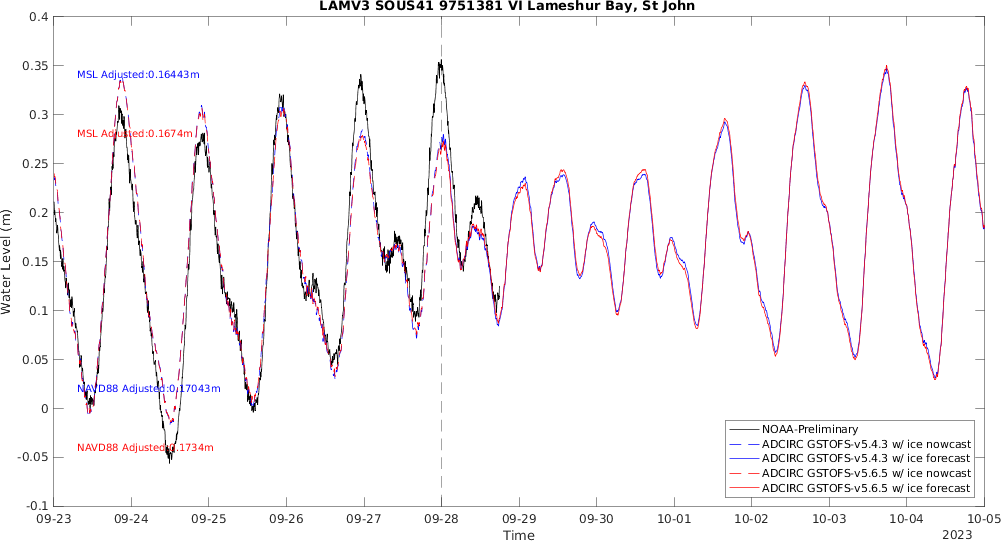 LAMV3 SOUS41 9751381 VI Lameshur Bay, St John
0.4
0.35
0.3
0.25
0.2
0.15
0.1
0.05
0
-0.05
-0.1
Water Level (m)
MSL Adjusted:0.16443m
MSL Adjusted:0.1674m
NAVD88 Adjusted:0.17043m
NAVD88 Adjusted:0.1734m
NOAA-Preliminary
ADCIRC GSTOFS-v5.4.3 w/ ice nowcast
ADCIRC GSTOFS-v5.4.3 w/ ice forecast
ADCIRC GSTOFS-v5.6.5 w/ ice nowcast
ADCIRC GSTOFS-v5.6.5 w/ ice forecast
09-23 09-24 09-25 09-26 09-27 09-28 09-29 09-30 10-01 10-02 10-03 10-04 10-05
Time
2023